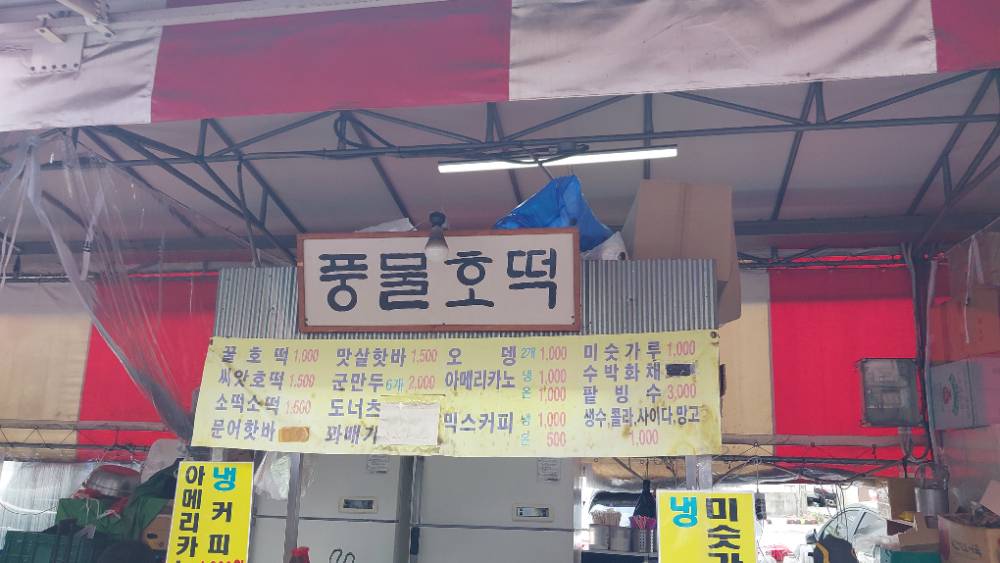 풍물호떡
꿀호떡 1,000 맛살핫바 1,500 오뎅 2개 1,000 미숫가루 1,000
씨앗호떡 1,500 군만두 6개 2,000 아메리카노 냉 1,000 온 1,000 수박화채
소떡소떡 1,500 도너츠 팥빙수 3,000
문어핫바 꽈배기 믹스커피 냉 1,000 온 500 생수,콜라,사이다,망고 1,000
냉커피
아메리카
냉
미숫가